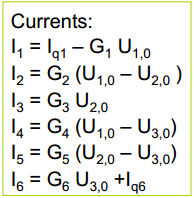 Currents:
I₁ = Iq1 – G₁ U1,0
I₂ = G₂ (U1,0 – U2,0 )
I₃ = G₃ U2,0
I₄ = G₄ (U1,0 – U3,0)
I₅ = G₅ (U2,0 – U3,0)
I₆ = G₆ U3,0 +Iq6